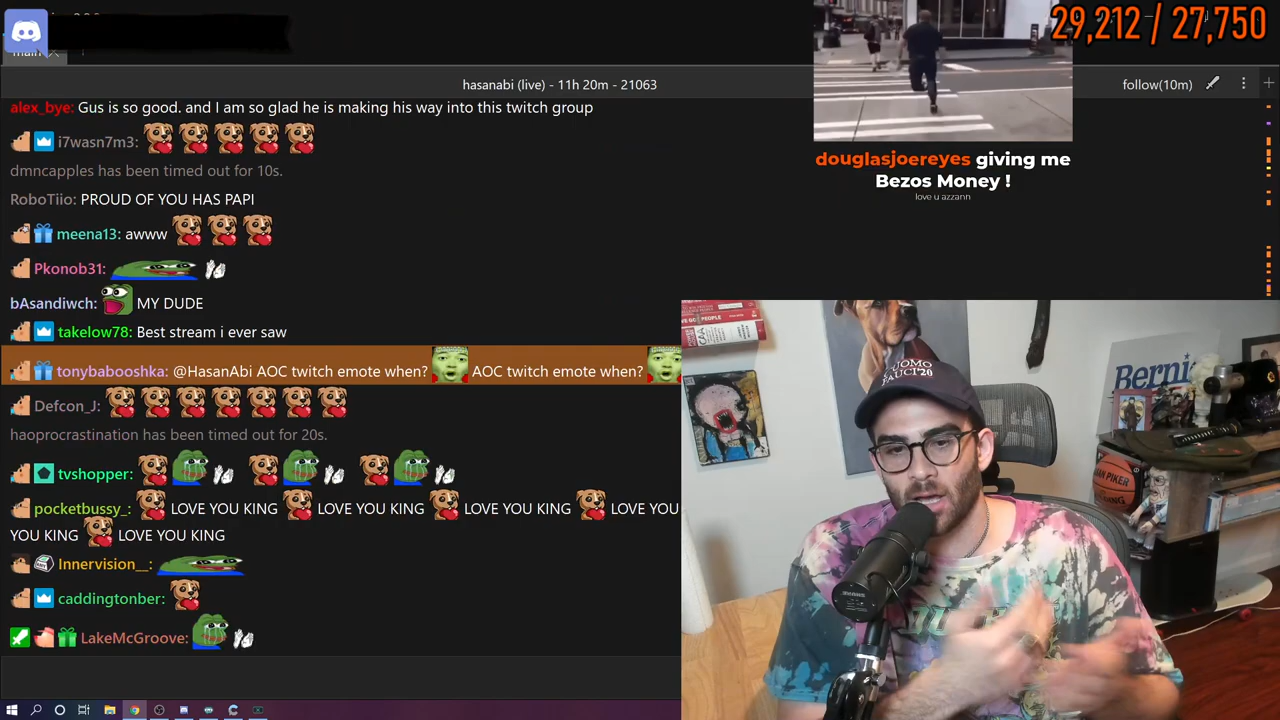 29,212 / 27,750
main
hasanabi (live) - 11h 20m - 21063
follow(10m)
alex_bye: Gus is so good. and I am so glad he is making his way into this twitch group
i7wasn7m3:
dmncapples has been timed out for 10s.
RoboTiio: PROUD OF YOU HAS PAPI
meena13: awww
Pkonob31:
bAsandiwch: MY DUDE
takelow78: Best stream i ever saw
tonybabooshka: @HasanAbi AOC twitch emote when? AOC twitch emote when?
Defcon_J:
haoprocrastination has been timed out for 20s.
tvshopper:
pocketbussy_: LOVE YOU KING LOVE YOU KING LOVE YOU KING LOVE YOU
YOU KING LOVE YOU KING
Innervision__:
caddingtonber:
LakeMcGroove:
douglasjoereyes giving me
Bezos Money !
love u azzann
PEOPLE
CUOMO
FAUCI'20
Bernie
PIKER